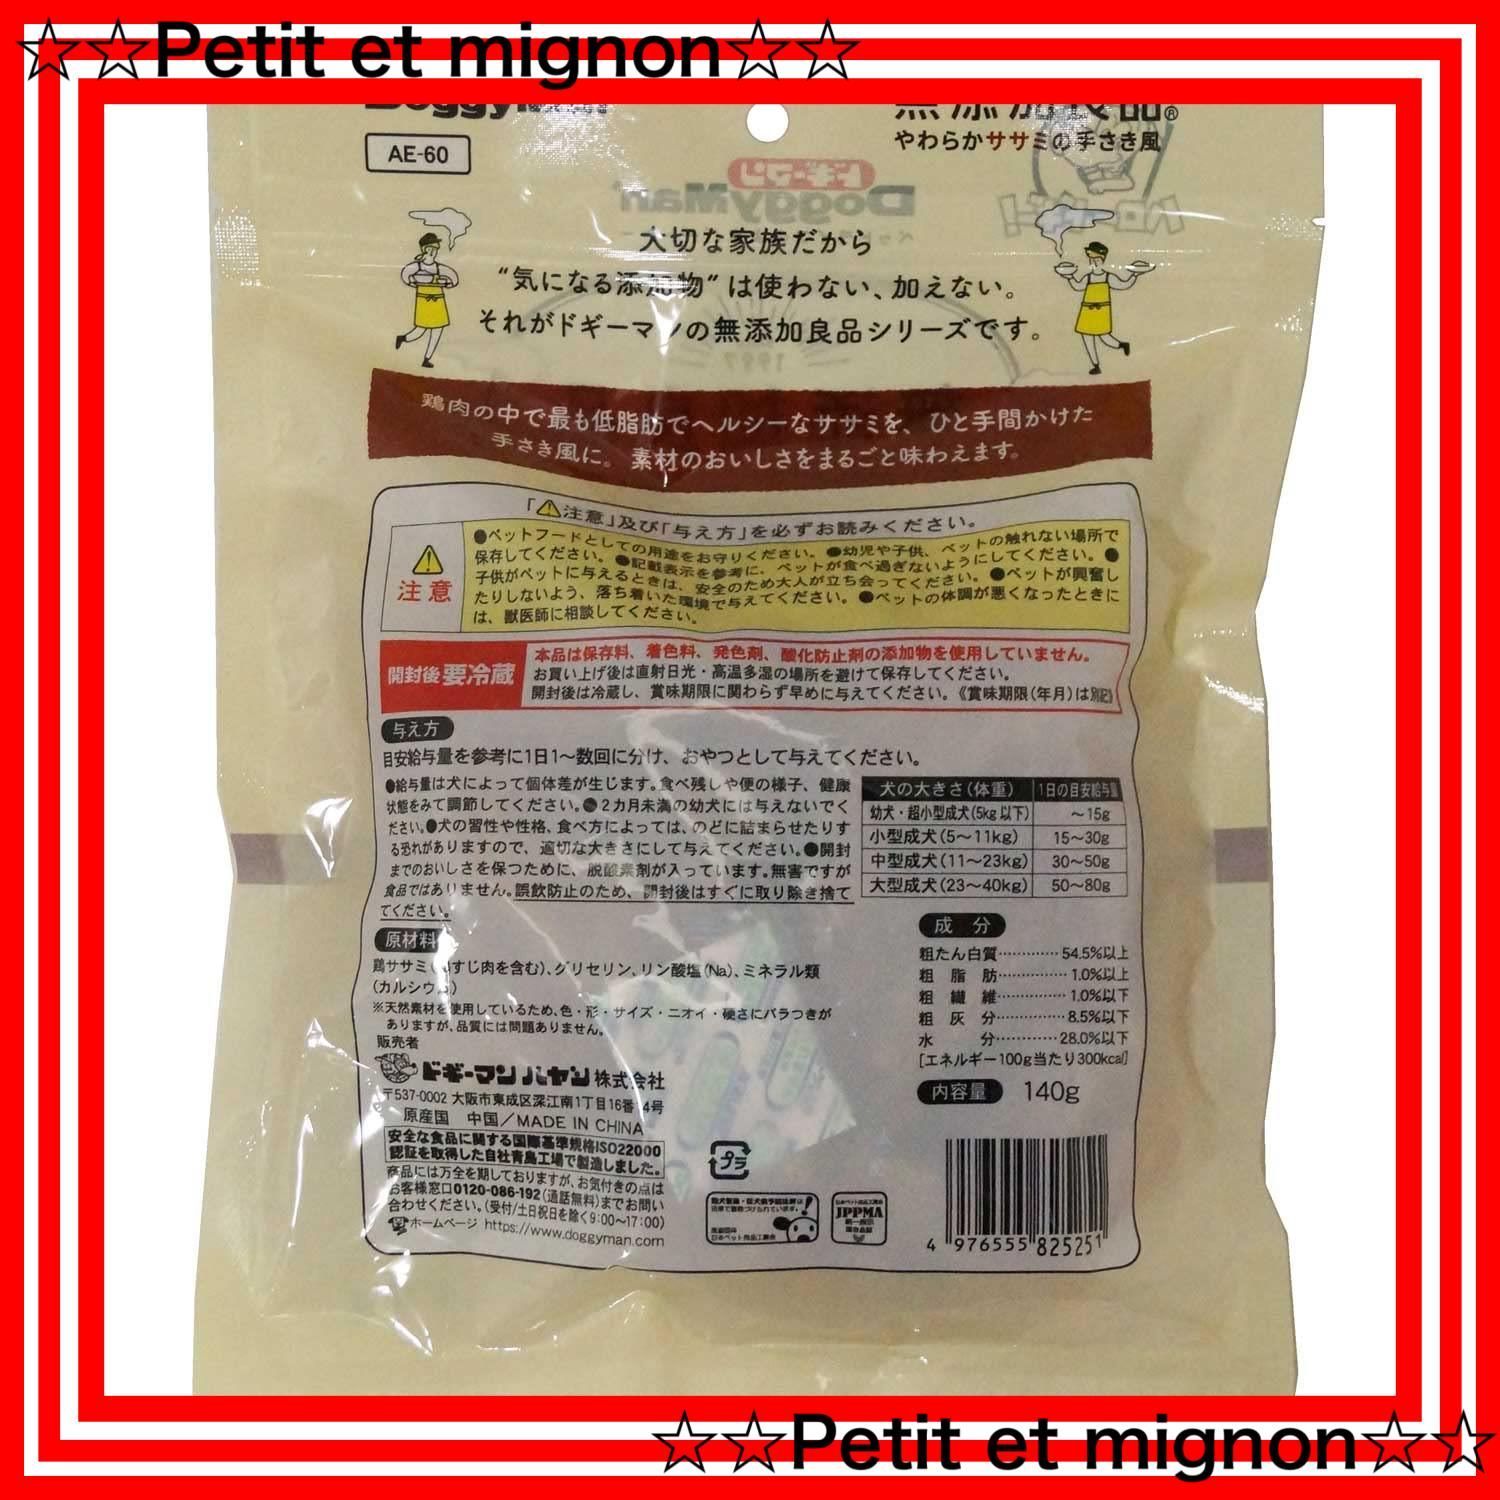 ☆☆Petit et mignon☆☆
DoggyMan
無添加良品®
AE-60
やわらかササミの手さき風
大切な家族だから
“気になる添加物”は使わない、加えない。
それがドギーマンの無添加良品シリーズです。
鶏肉の中で最も低脂肪でヘルシーなササミを、ひと手間かけた
手さき風に。素材のおいしさをまるごと味わえます。
「⚠注意」及び「与え方」を必ずお読みください。
注意
●ペットフードとしての用途をお守りください。●幼児や子供、ペットの触れない場所で
保存してください。●記載表示を参考に、ペットが食べ過ぎないようにしてください。●
子供がペットに与えるときは、安全のため大人が立ち会ってください。●ペットが興奮し
たりしないよう、落ち着いた環境で与えてください。●ペットの体調が悪くなったときに
は、獣医師に相談してください。
開封後要冷蔵
本品は保存料、着色料、発色剤、酸化防止剤の添加物を使用していません。
お買い上げ後は直射日光・高温多湿の場所を避けて保存してください。
開封後は冷蔵し、賞味期限に関わらず早めに与えてください。《賞味期限(年月)は別記》
与え方
目安給与量を参考に1日1〜数回に分け、おやつとして与えてください。
●給与量は犬によって個体差が生じます。食べ残しや便の様子、健康
状態をみて調節してください。●2カ月未満の幼犬には与えないでく
ださい。●犬の習性や性格、食べ方によっては、のどに詰まらせたりす
る恐れがありますので、適切な大きさにして与えてください。●開封
までのおいしさを保つために、脱酸素剤が入っています。無害ですが
食品ではありません。誤飲防止のため、開封後はすぐに取り除き捨て
てください。
犬の大きさ(体重) 1日の目安給与量
幼犬・超小型成犬(5kg以下) 〜15g
小型成犬(5〜11kg) 15〜30g
中型成犬(11〜23kg) 30〜50g
大型成犬(23〜40kg) 50〜80g
原材料
鶏ササミ(すじ肉を含む)、グリセリン、リン酸塩(Na)、ミネラル類
(カルシウム)
※天然素材を使用しているため、色・形・サイズ・ニオイ・硬さにバラつきが
ありますが、品質には問題ありません。
成分
粗たん白質…………54.5%以上
粗脂肪…………1.0%以上
粗繊維…………1.0%以下
粗灰分…………8.5%以下
水分…………28.0%以下
[エネルギー100g当たり300kcal]
内容量 140g
販売者
ドギーマンハヤシ株式会社
〒537-0002 大阪市東成区深江南1丁目16番14号
原産国 中国/MADE IN CHINA
安全な食品に関する国際基準規格ISO22000
認証を取得した自社青島工場で製造しました。
商品には万全を期しておりますが、お気付きの点は
お客様窓口0120-086-192(通話無料)までお問い
合わせください。(受付/土日祝日を除く9:00〜17:00)
ホームページ https://www.doggyman.com
プラ
JPPMA
4 976555 825251
☆☆Petit et mignon☆☆